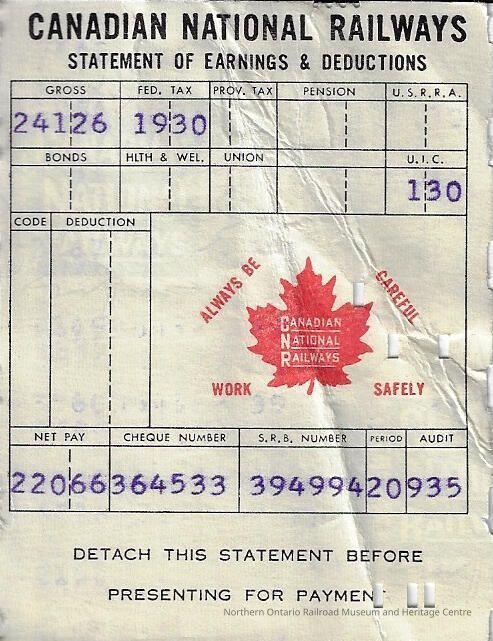 CANADIAN NATIONAL RAILWAYS
STATEMENT OF EARNINGS & DEDUCTIONS
GROSS FED. TAX PROV. TAX PENSION U.S.R.R.A.
24126 1930
BONDS HLTH & WEL. UNION U.I.C.
130
CODE DEDUCTION
ALWAYS BE CAREFUL
CANADIAN
NATIONAL
RAILWAYS
WORK SAFELY
NET PAY CHEQUE NUMBER S.R.B. NUMBER PERIOD AUDIT
22066 364533 394994 20 935
DETACH THIS STATEMENT BEFORE
PRESENTING FOR PAYMENT
Northern Ontario Railroad Museum and Heritage Centre